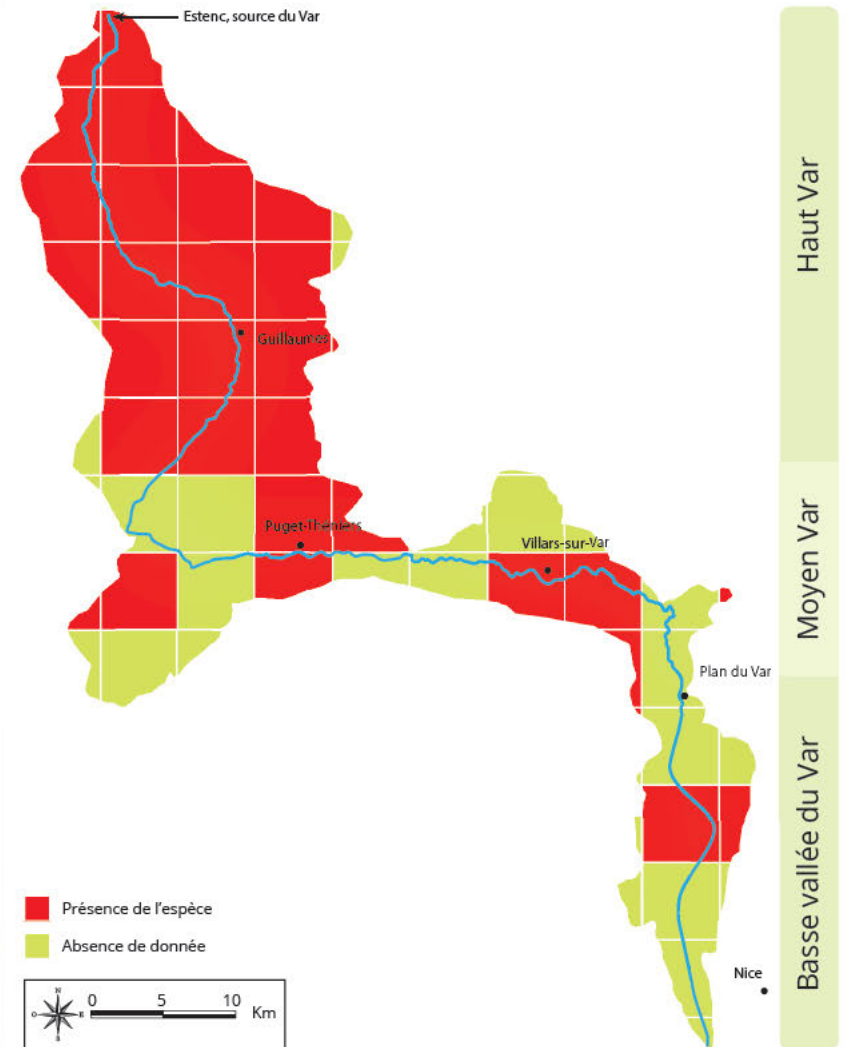 Estenc, source du Var
Haut Var
Guillaumes
Puget-Théniers
Villars-sur-Var
Moyen Var
Plan du Var
Basse vallée du Var
Présence de l'espèce
Absence de donnée
Nice
N
O
E
S
0 5 10 Km